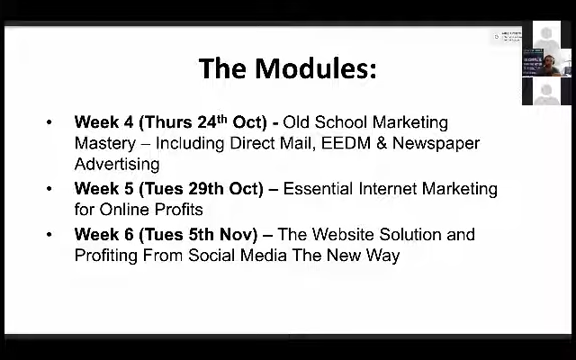 The Modules:
• Week 4 (Thurs 24th Oct) - Old School Marketing
Mastery – Including Direct Mail, EEDM & Newspaper
Advertising
• Week 5 (Tues 29th Oct) – Essential Internet Marketing
for Online Profits
• Week 6 (Tues 5th Nov) – The Website Solution and
Profiting From Social Media The New Way